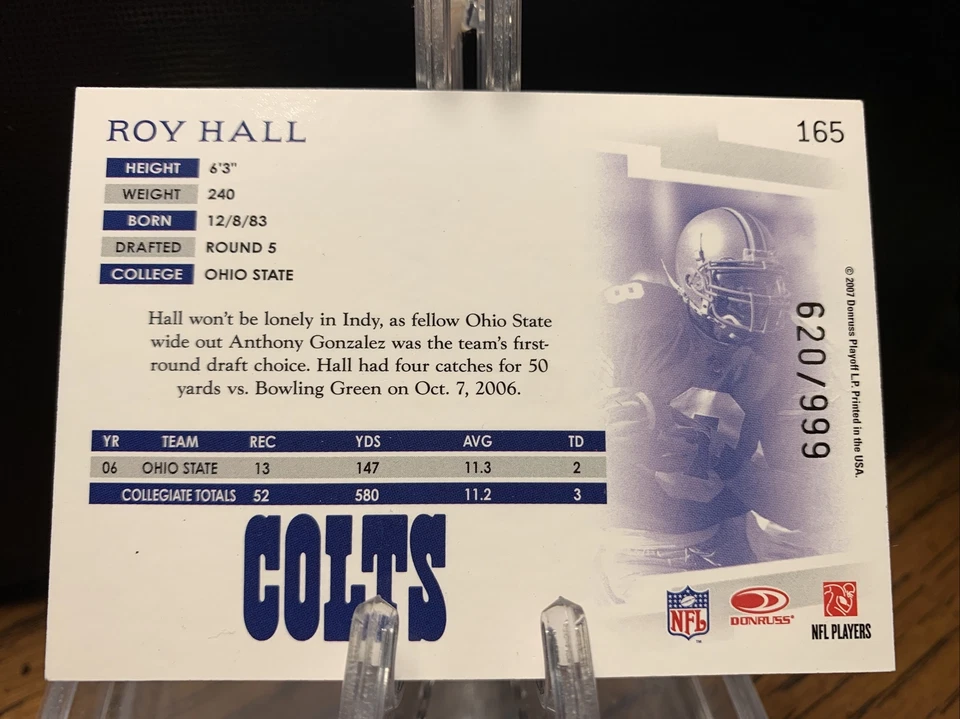 ROY HALL
165
HEIGHT 6'3"
WEIGHT 240
BORN 12/8/83
DRAFTED ROUND 5
COLLEGE OHIO STATE
Hall won't be lonely in Indy, as fellow Ohio State
wide out Anthony Gonzalez was the team's first-
round draft choice. Hall had four catches for 50
yards vs. Bowling Green on Oct. 7, 2006.
YR TEAM REC YDS AVG TD
06 OHIO STATE 13 147 11.3 2
COLLEGIATE TOTALS 52 580 11.2 3
COLTS
8
620/999
© 2007 Donruss Playoff L.P. Printed in the USA.
NFL
DONRUSS
NFL PLAYERS